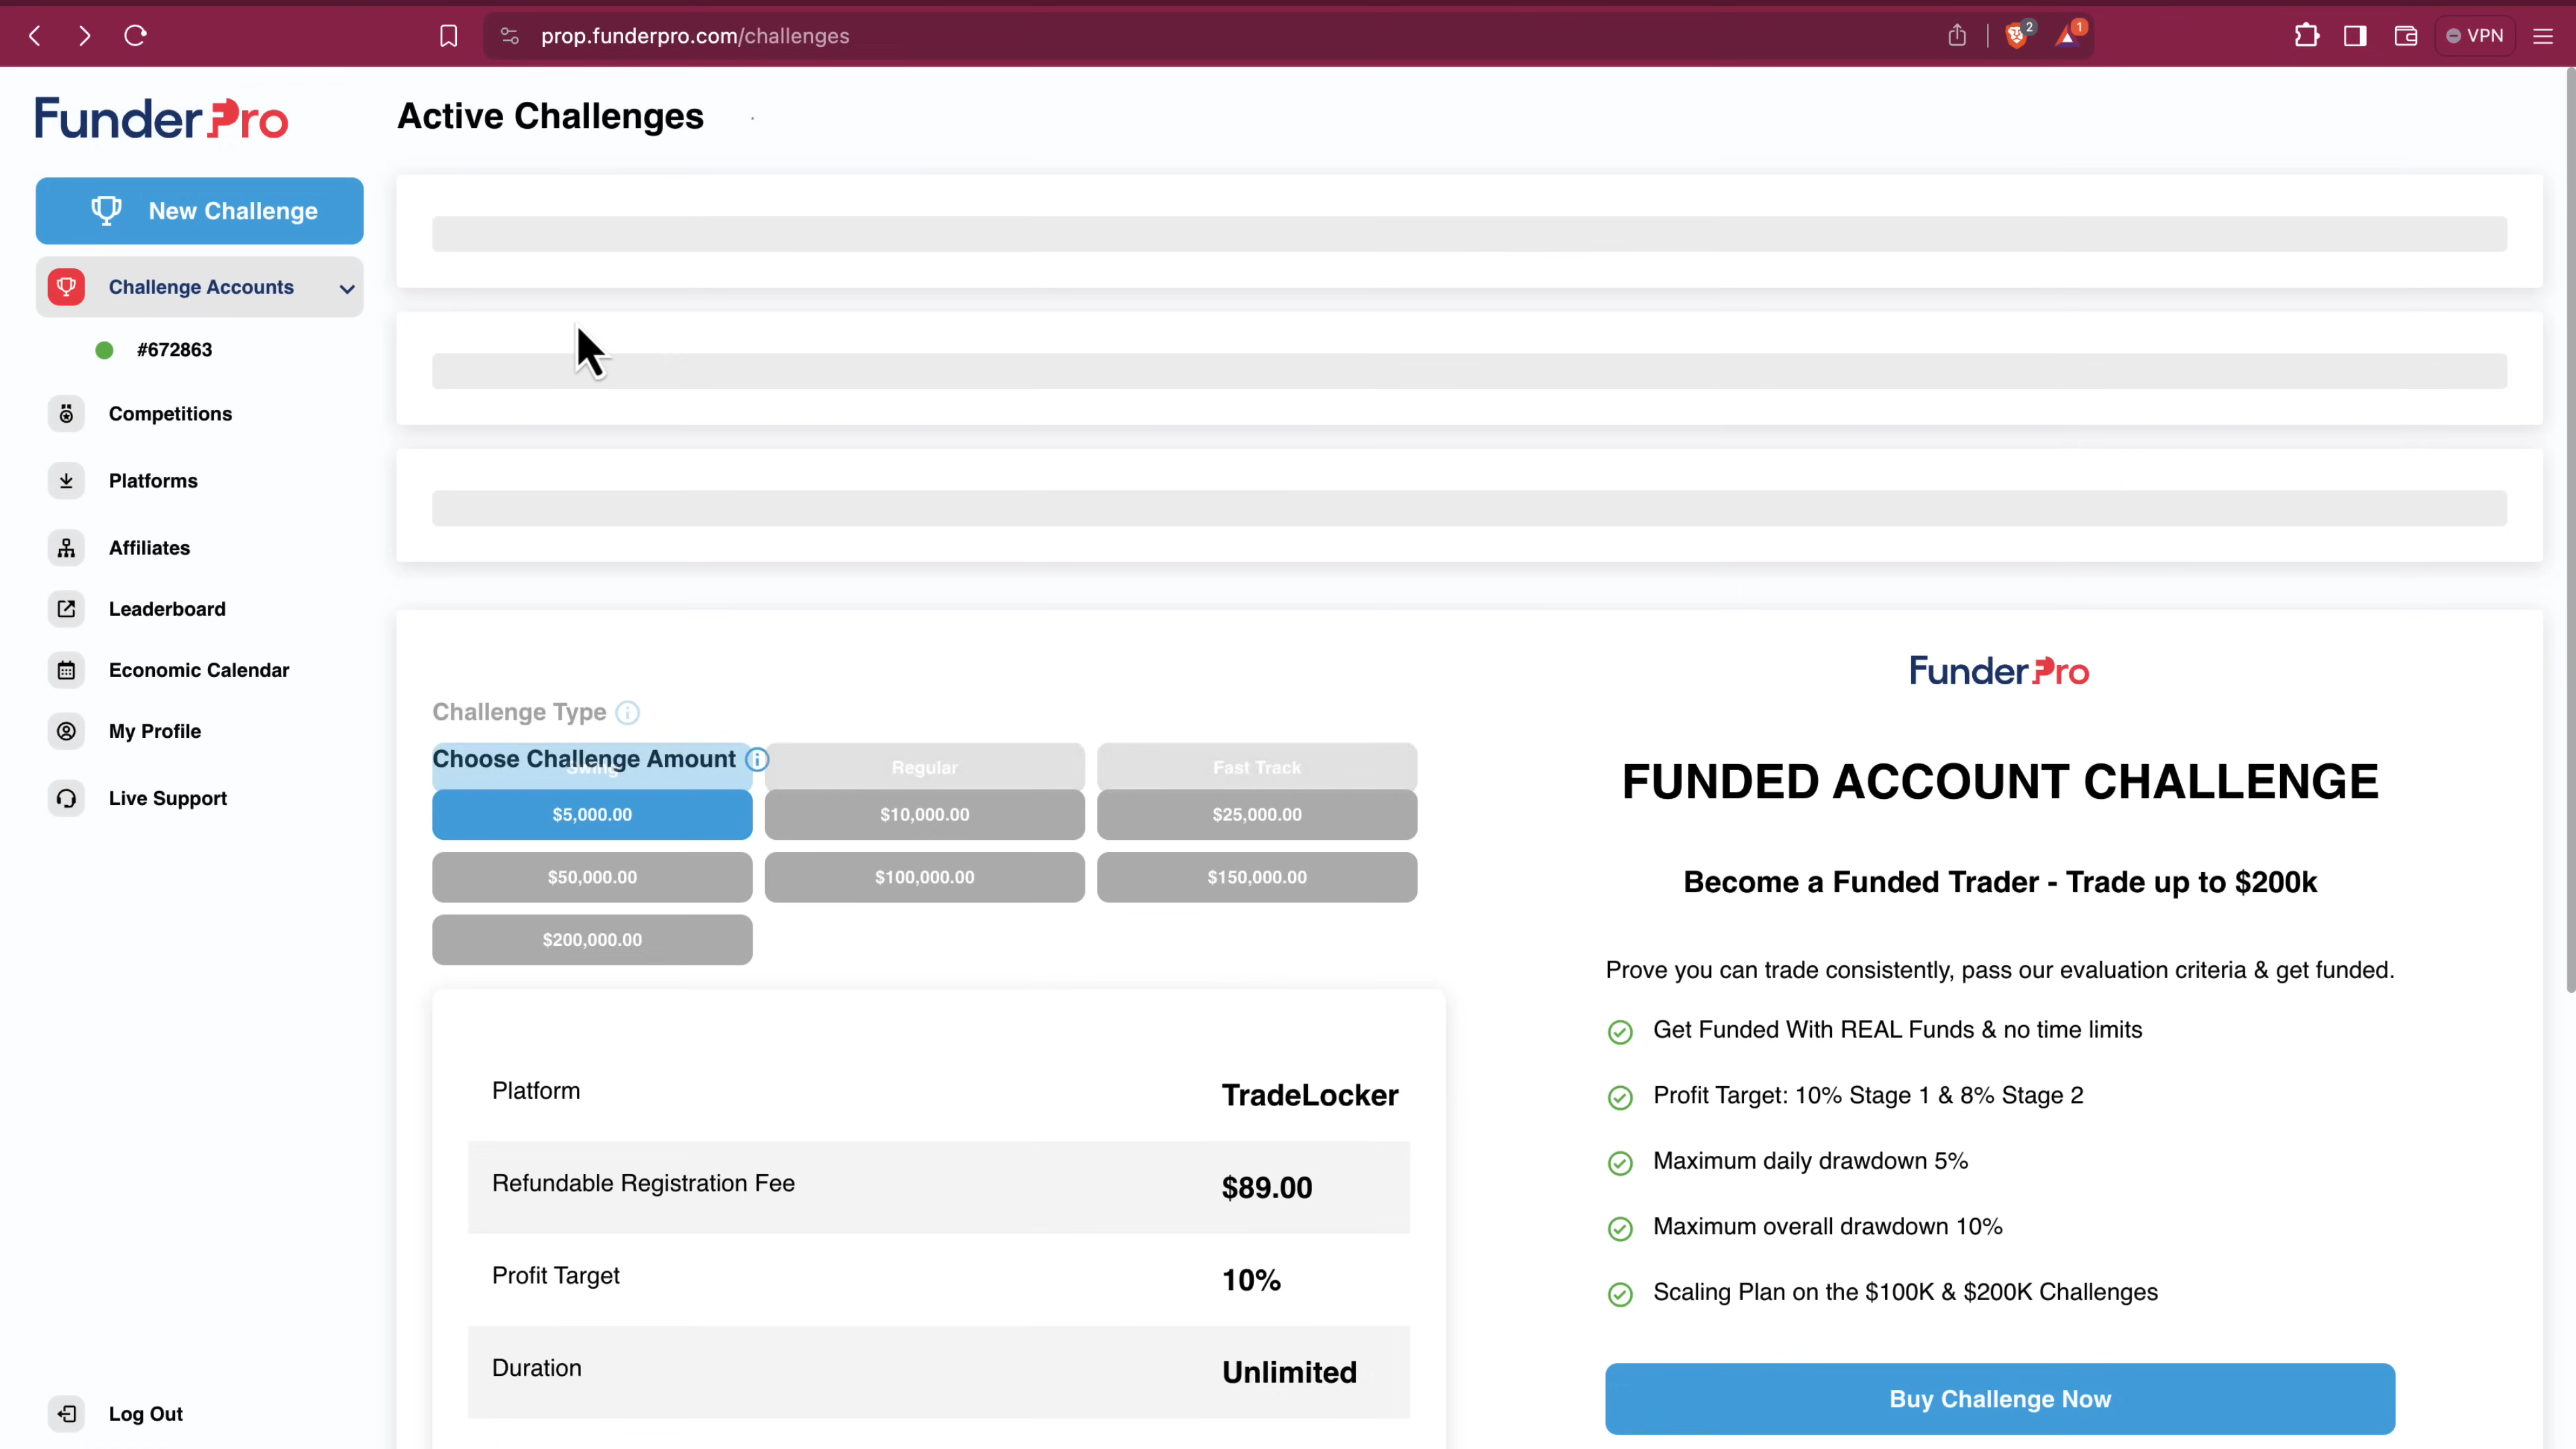 prop.funderpro.com/challenges
2
1
VPN
FunderPro
New Challenge
Challenge Accounts
#672863
Competitions
Platforms
Affiliates
Leaderboard
Economic Calendar
My Profile
Live Support
Log Out
Active Challenges
Challenge Type
Swing
Regular
Fast Track
Choose Challenge Amount
$5,000.00
$10,000.00
$25,000.00
$50,000.00
$100,000.00
$150,000.00
$200,000.00
Platform
TradeLocker
Refundable Registration Fee
$89.00
Profit Target
10%
Duration
Unlimited
FunderPro
FUNDED ACCOUNT CHALLENGE
Become a Funded Trader - Trade up to $200k
Prove you can trade consistently, pass our evaluation criteria & get funded.
Get Funded With REAL Funds & no time limits
Profit Target: 10% Stage 1 & 8% Stage 2
Maximum daily drawdown 5%
Maximum overall drawdown 10%
Scaling Plan on the $100K & $200K Challenges
Buy Challenge Now